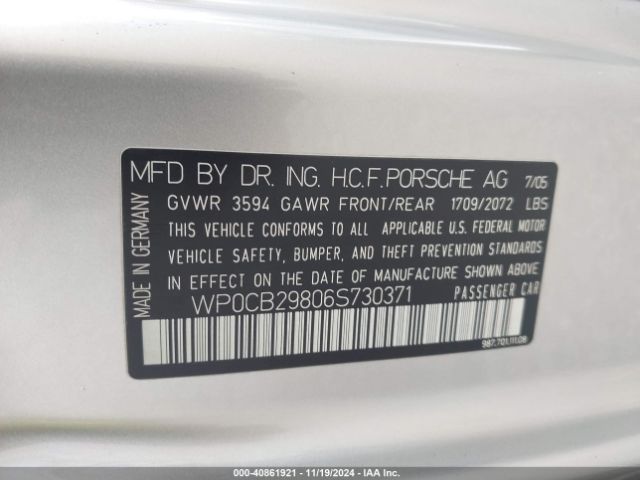 MFD BY DR. ING. H.C.F. PORSCHE AG 7/05
GVWR 3594 GAWR FRONT/REAR 1709/2072 LBS
THIS VEHICLE CONFORMS TO ALL APPLICABLE U.S. FEDERAL MOTOR
VEHICLE SAFETY, BUMPER, AND THEFT PREVENTION STANDARDS
IN EFFECT ON THE DATE OF MANUFACTURE SHOWN ABOVE
WP0CB29806S730371 PASSENGER CAR
MADE IN GERMANY
987.701.111.08
000-40861921 - 11/19/2024 - IAA Inc.